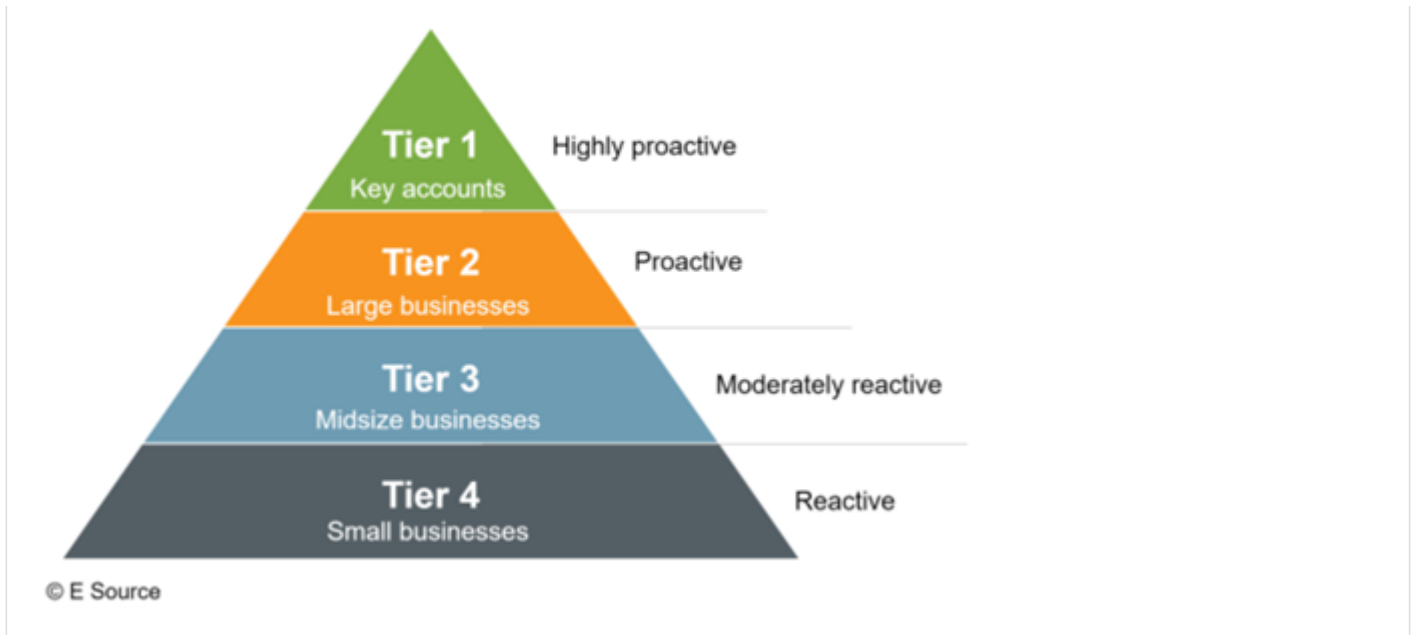 Tier 1
Key accounts
Highly proactive
Tier 2
Large businesses
Proactive
Tier 3
Midsize businesses
Moderately reactive
Tier 4
Small businesses
Reactive
© E Source